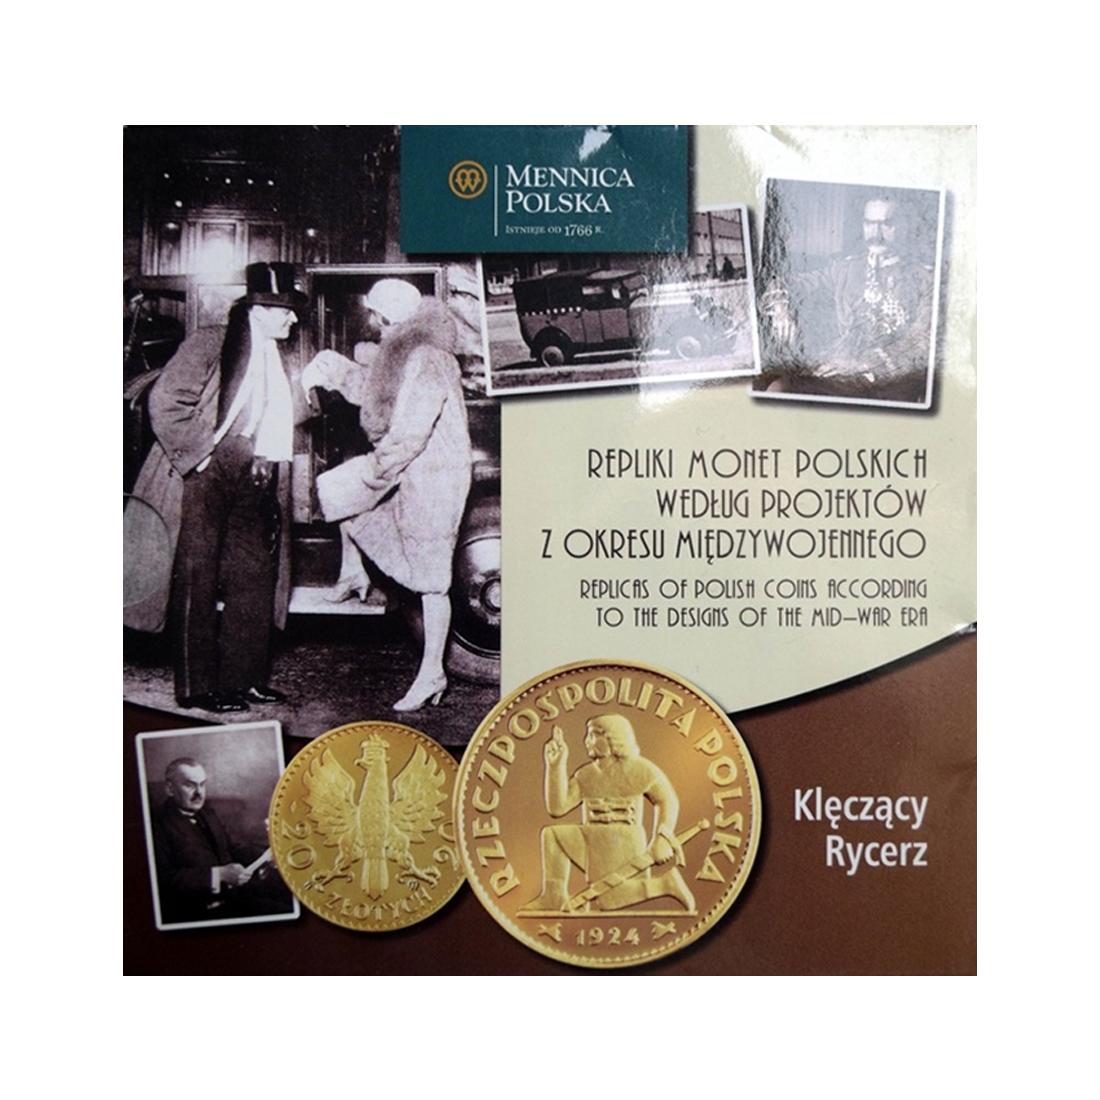 MENNICA
POLSKA
ISTNIEJE OD 1766 R.
REPLIKI MONET POLSKICH
WEDŁUG PROJEKTÓW
Z OKRESU MIĘDZYWOJENNEGO
REPLICAS OF POLISH COINS ACCORDING
TO THE DESIGNS OF THE MID–WAR ERA
RZECZPOSPOLITA POLSKA
1924
20
ZŁOTYCH
Klęczący
Rycerz